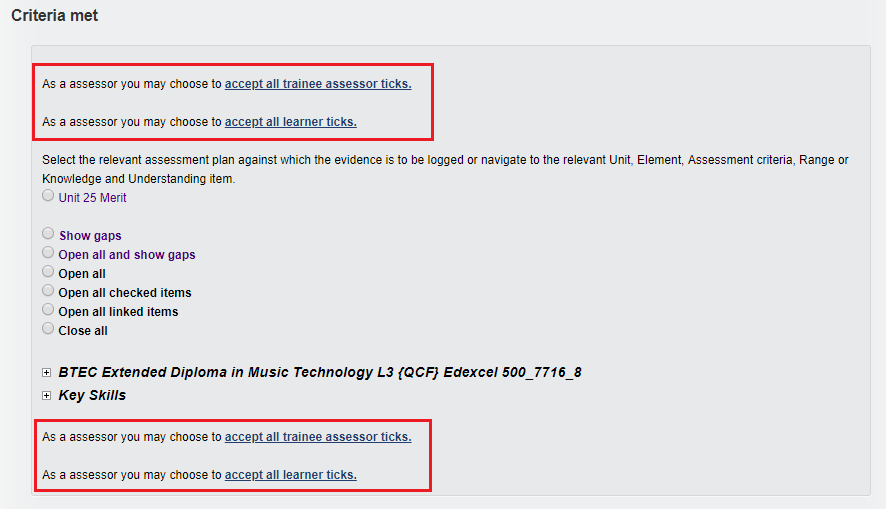 Criteria met
As a assessor you may choose to accept all trainee assessor ticks.
As a assessor you may choose to accept all learner ticks.
Select the relevant assessment plan against which the evidence is to be logged or navigate to the relevant Unit, Element, Assessment criteria, Range or
Knowledge and Understanding item.
Unit 25 Merit
Show gaps
Open all and show gaps
Open all
Open all checked items
Open all linked items
Close all
BTEC Extended Diploma in Music Technology L3 {QCF} Edexcel 500_7716_8
Key Skills
As a assessor you may choose to accept all trainee assessor ticks.
As a assessor you may choose to accept all learner ticks.